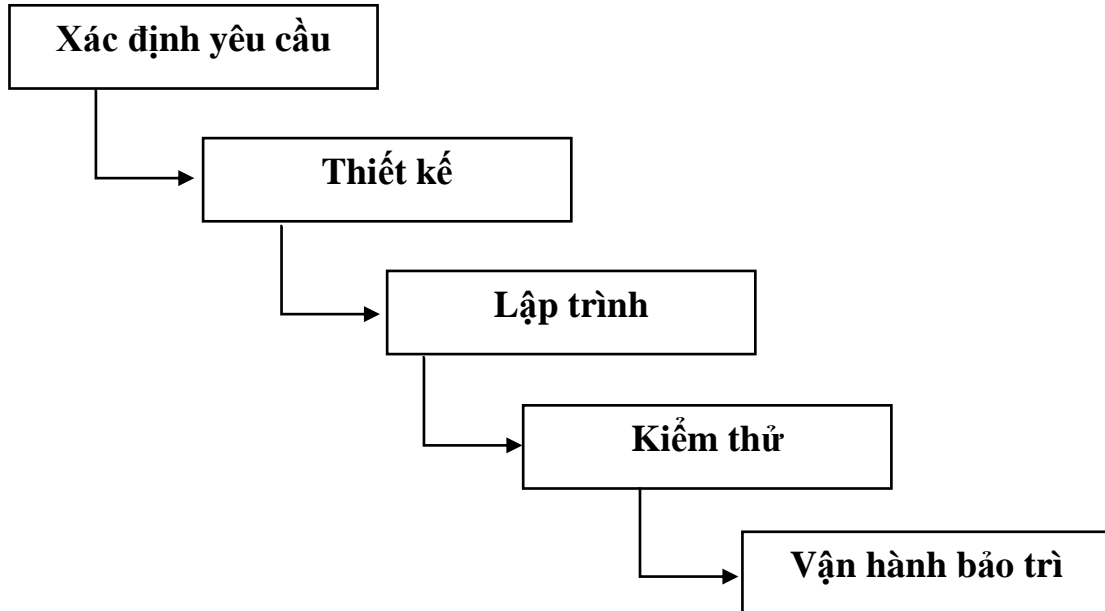 Xác định yêu cầu
Thiết kế
Lập trình
Kiểm thử
Vận hành bảo trì